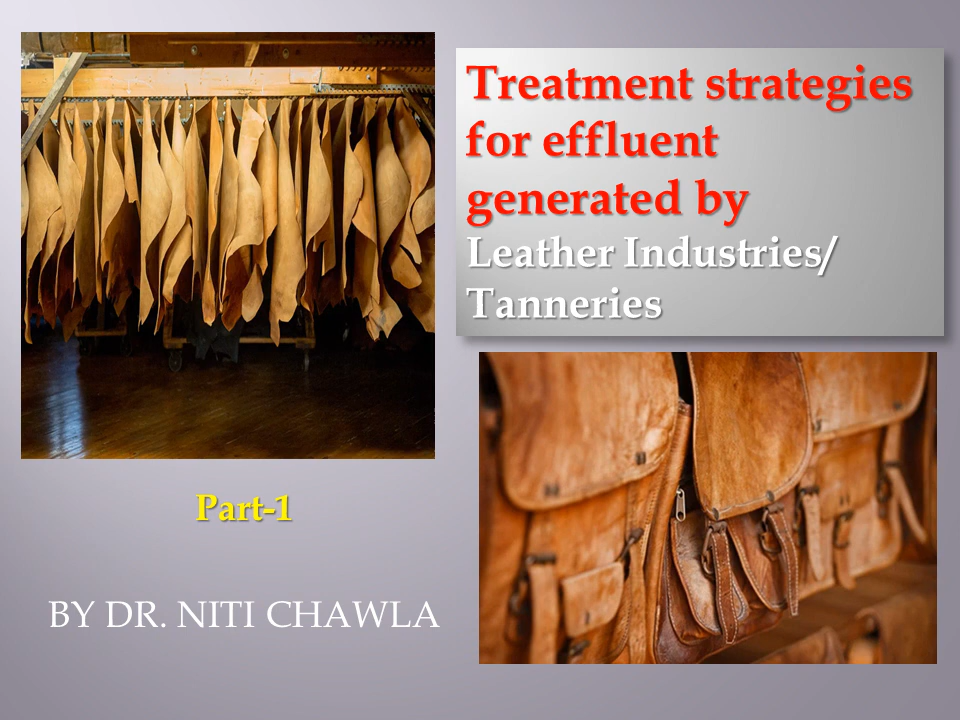 Treatment strategies
for effluent
generated by
Leather Industries/
Tanneries
Part-1
BY DR. NITI CHAWLA